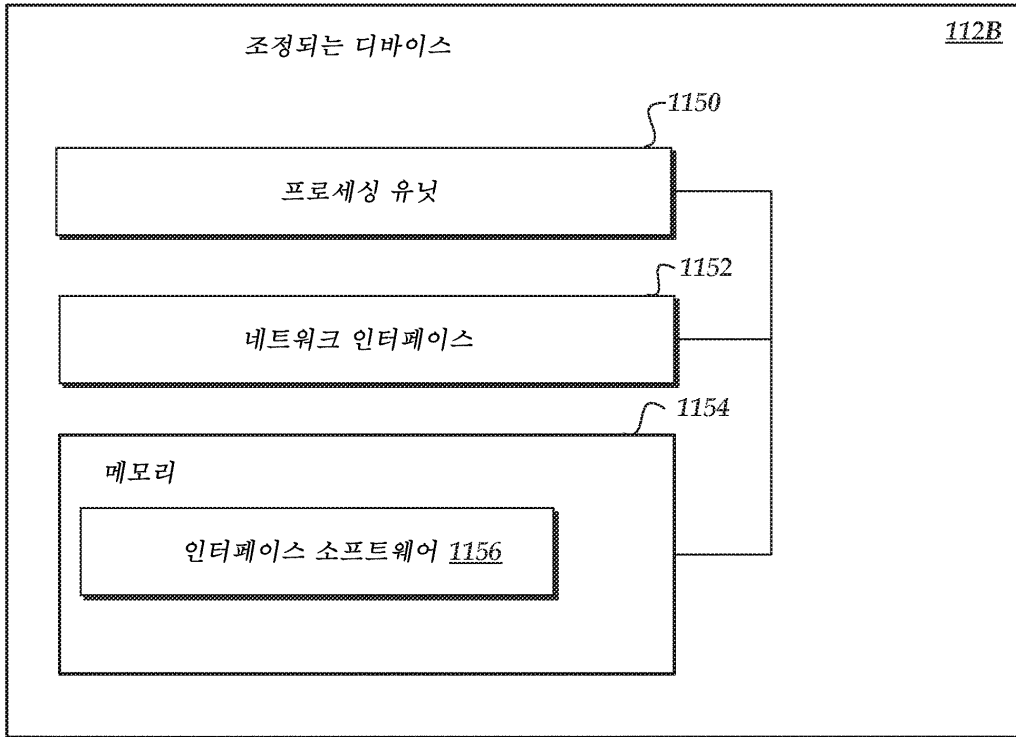 조정되는 디바이스
112B
1150
프로세싱 유닛
1152
네트워크 인터페이스
1154
메모리
인터페이스 소프트웨어 1156